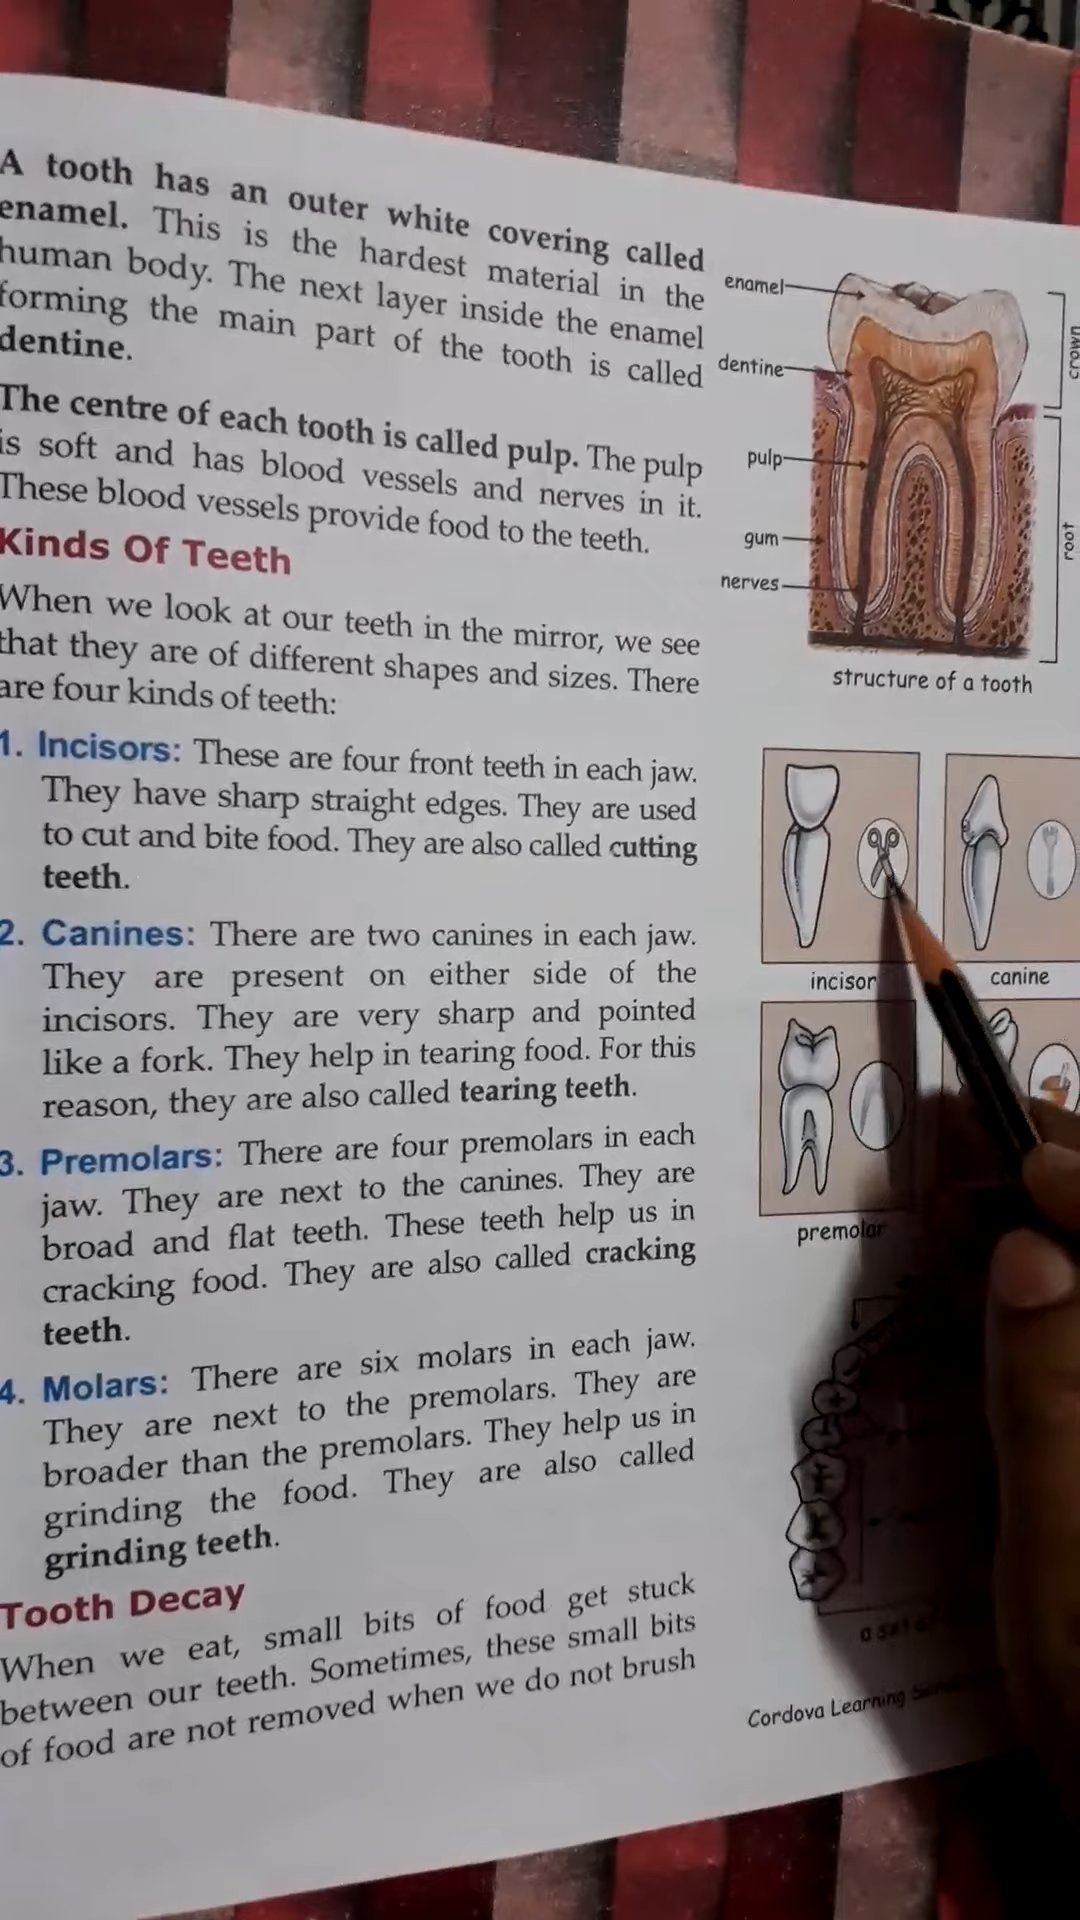 A tooth has an outer white covering called
enamel. This is the hardest material in the
human body. The next layer inside the enamel
forming the main part of the tooth is called
dentine.
The centre of each tooth is called pulp. The pulp
is soft and has blood vessels and nerves in it.
These blood vessels provide food to the teeth.
Kinds Of Teeth
When we look at our teeth in the mirror, we see
that they are of different shapes and sizes. There
are four kinds of teeth:
1. Incisors: These are four front teeth in each jaw.
They have sharp straight edges. They are used
to cut and bite food. They are also called cutting
teeth.
2. Canines: There are two canines in each jaw.
They are present on either side of the
incisors. They are very sharp and pointed
like a fork. They help in tearing food. For this
reason, they are also called tearing teeth.
3. Premolars: There are four premolars in each
jaw. They are next to the canines. They are
broad and flat teeth. These teeth help us in
cracking food. They are also called cracking
teeth.
4. Molars: There are six molars in each jaw.
They are next to the premolars. They are
broader than the premolars. They help us in
grinding the food. They are also called
grinding teeth.
Tooth Decay
When we eat, small bits of food get stuck
between our teeth. Sometimes, these small bits
of food are not removed when we do not brush
enamel
dentine
pulp
gum
nerves
crown
root
structure of a tooth
incisor
canine
premolar
a set
Cordova Learning